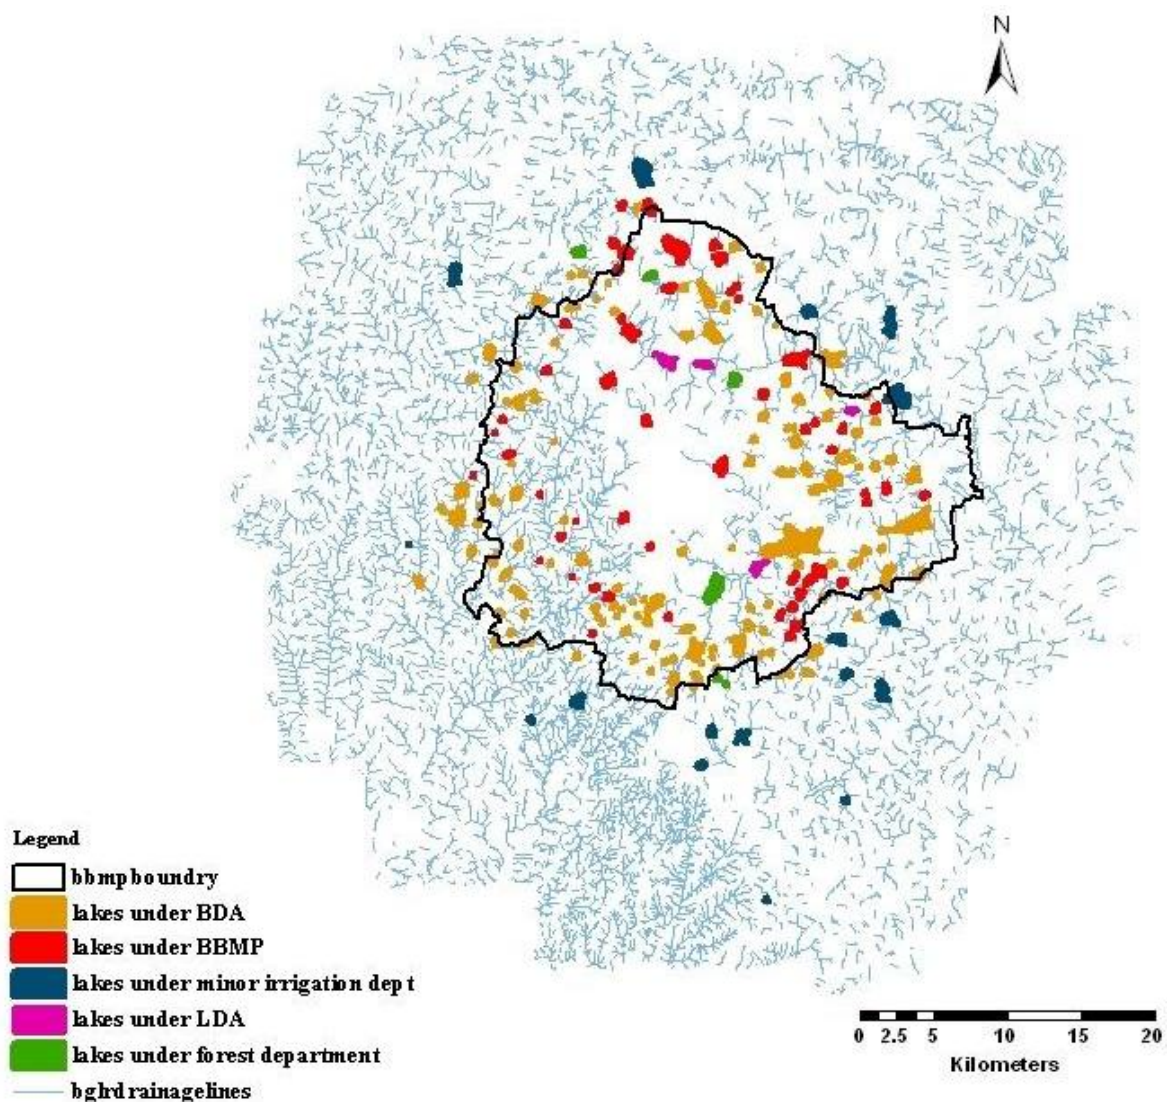 N
Legend
bbmpboundry
lakes under BDA
lakes under BBMP
lakes under minor irrigation dept
lakes under LDA
lakes under forest department
bglrdrainagelines
0 2.5 5 10 15 20
Kilometers